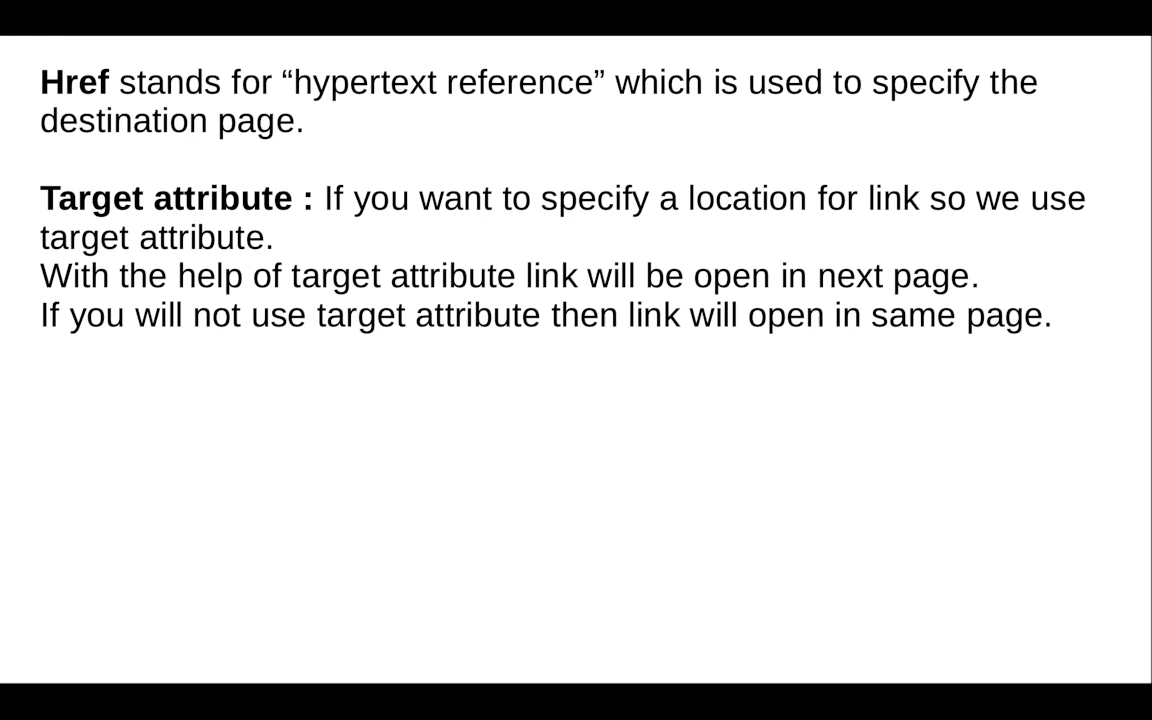 Href stands for “hypertext reference” which is used to specify the
destination page.
Target attribute : If you want to specify a location for link so we use
target attribute.
With the help of target attribute link will be open in next page.
If you will not use target attribute then link will open in same page.